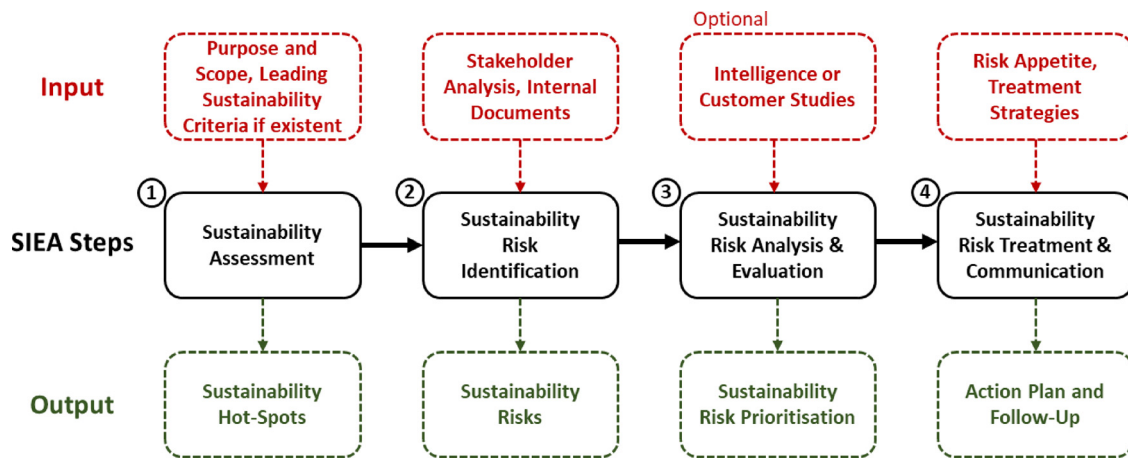 Optional
Input
Purpose and
Scope, Leading
Sustainability
Criteria if existent
Stakeholder
Analysis, Internal
Documents
Intelligence or
Customer Studies
Risk Appetite,
Treatment
Strategies
SIEA Steps
1
Sustainability
Assessment
2
Sustainability
Risk
Identification
3
Sustainability
Risk Analysis &
Evaluation
4
Sustainability
Risk Treatment &
Communication
Output
Sustainability
Hot-Spots
Sustainability
Risks
Sustainability
Risk Prioritisation
Action Plan and
Follow-Up